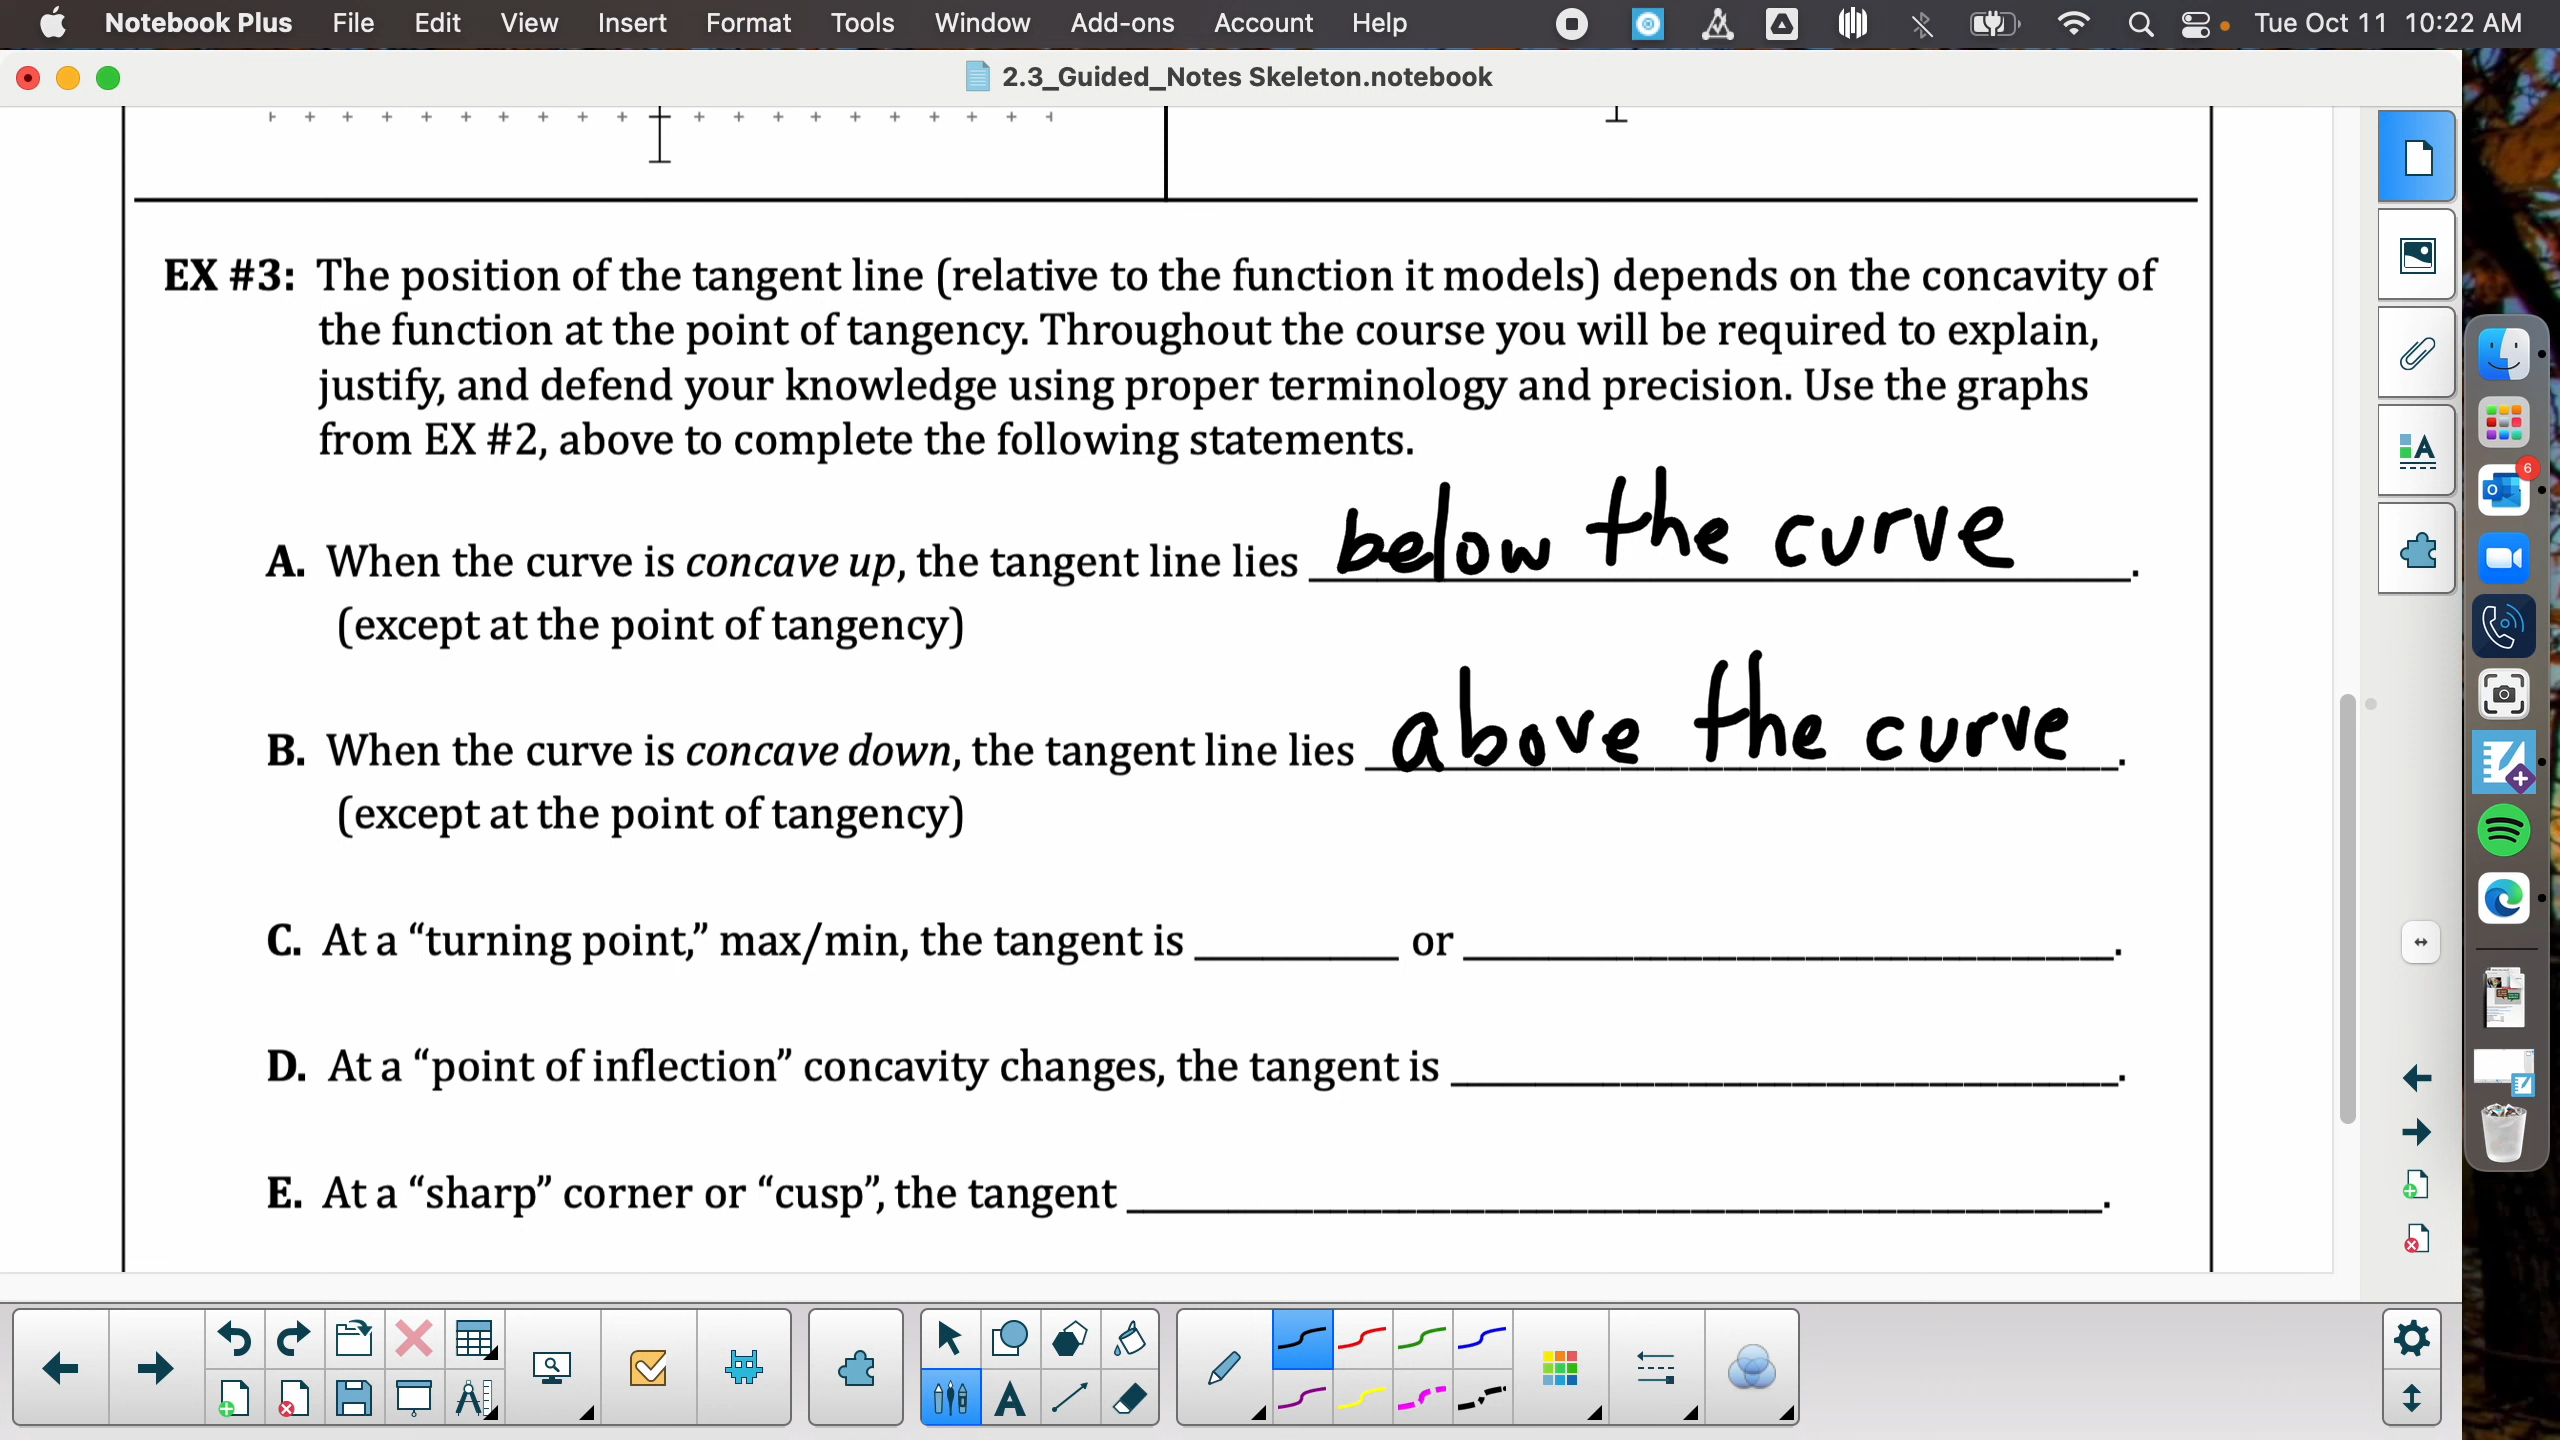 Notebook Plus File Edit View Insert Format Tools Window Add-ons Account Help Tue Oct 11 10:22 AM
2.3_Guided_Notes Skeleton.notebook
EX #3: The position of the tangent line (relative to the function it models) depends on the concavity of
the function at the point of tangency. Throughout the course you will be required to explain,
justify, and defend your knowledge using proper terminology and precision. Use the graphs
from EX #2, above to complete the following statements.
A. When the curve is concave up, the tangent line lies below the curve.
(except at the point of tangency)
B. When the curve is concave down, the tangent line lies above the curve.
(except at the point of tangency)
C. At a “turning point,” max/min, the tangent is __________ or ______________________________.
D. At a “point of inflection” concavity changes, the tangent is ______________________________.
E. At a “sharp” corner or “cusp”, the tangent ____________________________________________.
6